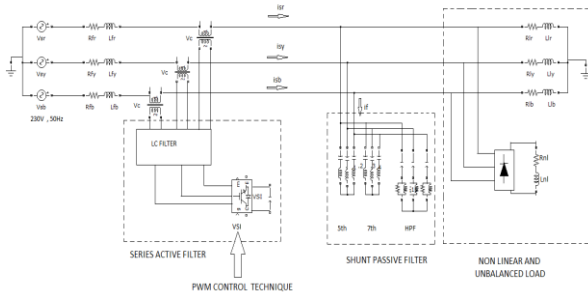 isr
Vsr
Rfr
Lfr
Vc
Rlr
Llr
isy
Vsy
Rfy
Lfy
Vc
Rly
Lly
isb
Vsb
Rfb
Lfb
Vc
Rlb
Llb
230V , 50Hz
if
LC FILTER
Rnl
Lnl
VSI
VSI
5th
7th
HPF
SERIES ACTIVE FILTER
SHUNT PASSIVE FILTER
NON LINEAR AND
UNBALANCED LOAD
PWM CONTROL TECHNIQUE